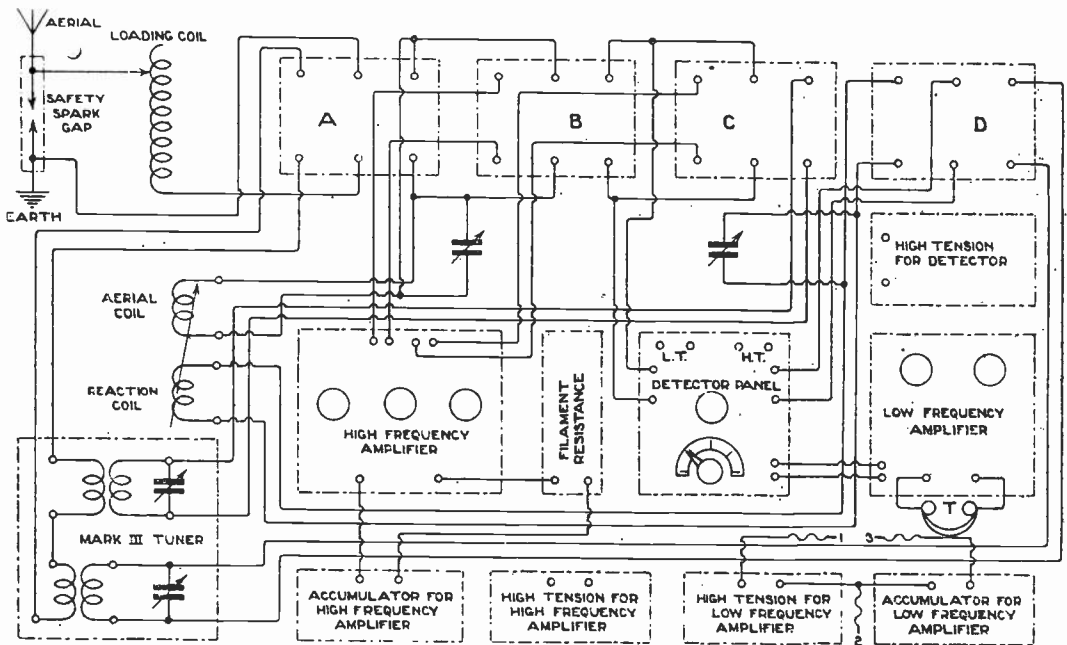 AERIAL
LOADING COIL
SAFETY
SPARK
GAP
EARTH
A
B
C
D
HIGH TENSION
FOR DETECTOR
AERIAL
COIL
REACTION
COIL
L.T.
H.T.
DETECTOR PANEL
HIGH FREQUENCY
AMPLIFIER
FILAMENT
RESISTANCE
LOW FREQUENCY
AMPLIFIER
T
MARK III TUNER
1
3
2
ACCUMULATOR FOR
HIGH FREQUENCY
AMPLIFIER
HIGH TENSION FOR
HIGH FREQUENCY
AMPLIFIER
HIGH TENSION FOR
LOW FREQUENCY
AMPLIFIER
ACCUMULATOR FOR
LOW FREQUENCY
AMPLIFIER